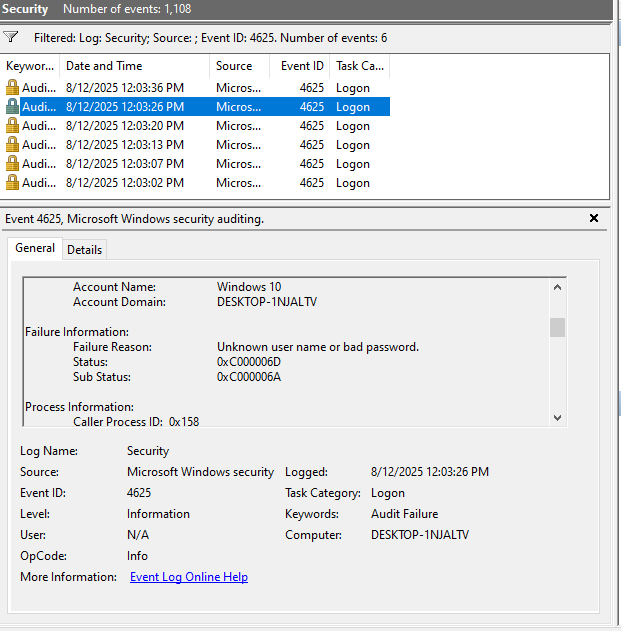 Security Number of events: 1,108
Filtered: Log: Security; Source: ; Event ID: 4625. Number of events: 6
Keywor... Date and Time Source Event ID Task Ca...
Audi... 8/12/2025 12:03:36 PM Micros... 4625 Logon
Audi... 8/12/2025 12:03:26 PM Micros... 4625 Logon
Audi... 8/12/2025 12:03:20 PM Micros... 4625 Logon
Audi... 8/12/2025 12:03:13 PM Micros... 4625 Logon
Audi... 8/12/2025 12:03:07 PM Micros... 4625 Logon
Audi... 8/12/2025 12:03:02 PM Micros... 4625 Logon
Event 4625, Microsoft Windows security auditing.
General Details
Account Name: Windows 10
Account Domain: DESKTOP-1NJALTV
Failure Information:
Failure Reason: Unknown user name or bad password.
Status: 0xC000006D
Sub Status: 0xC000006A
Process Information:
Caller Process ID: 0x158
Log Name: Security
Source: Microsoft Windows security Logged: 8/12/2025 12:03:26 PM
Event ID: 4625 Task Category: Logon
Level: Information Keywords: Audit Failure
User: N/A Computer: DESKTOP-1NJALTV
OpCode: Info
More Information: Event Log Online Help